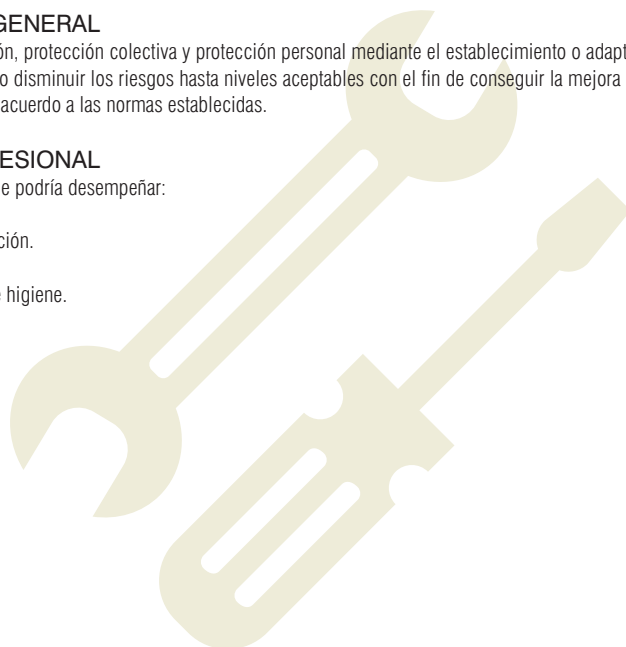 GENERAL
ón, protección colectiva y protección personal mediante el establecimiento o adapt
o disminuir los riesgos hasta niveles aceptables con el fin de conseguir la mejora
acuerdo a las normas establecidas.
ESIONAL
e podría desempeñar:
ción.
e higiene.